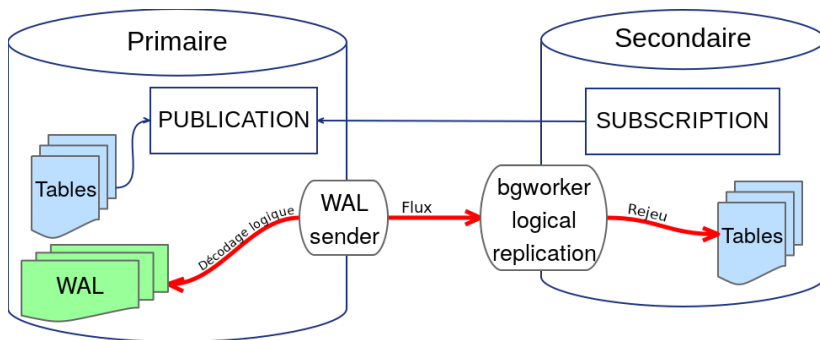 Primaire
Secondaire
PUBLICATION
SUBSCRIPTION
Tables
WAL
Décodage logique
WAL
sender
Flux
bgworker
logical
replication
Rejeu
Tables